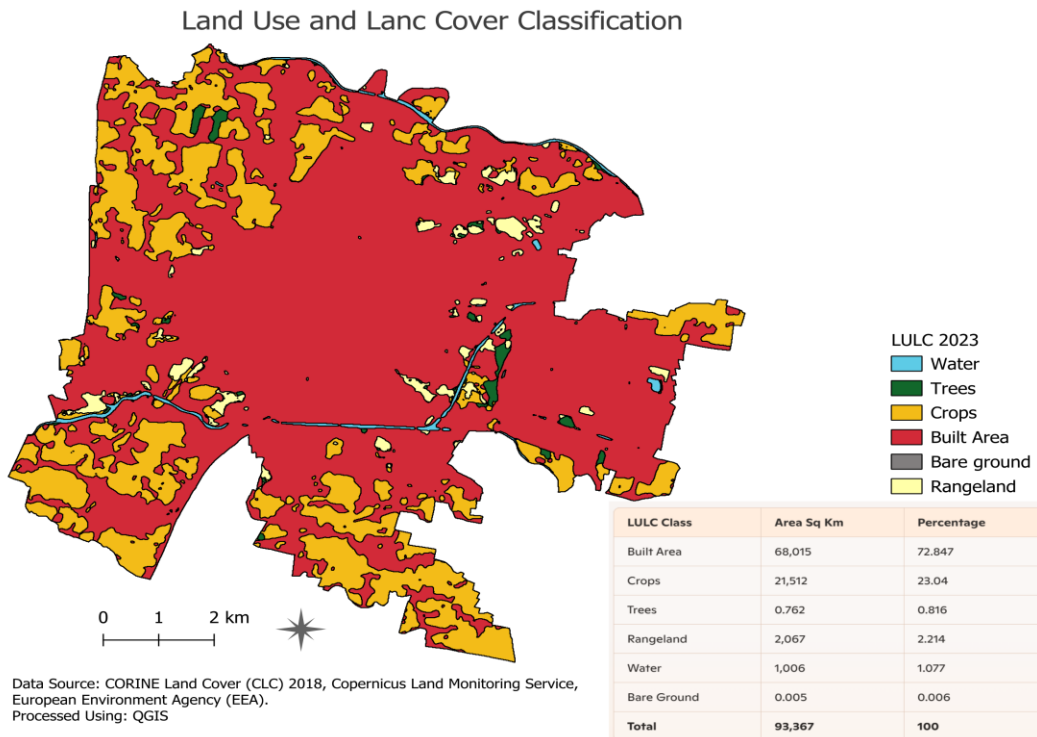 Land Use and Lanc Cover Classification
LULC 2023
Water
Trees
Crops
Built Area
Bare ground
Rangeland
LULC Class Area Sq Km Percentage
Built Area 68,015 72.847
Crops 21,512 23.04
Trees 0.762 0.816
Rangeland 2,067 2.214
Water 1,006 1.077
Bare Ground 0.005 0.006
Total 93,367 100
0 1 2 km
Data Source: CORINE Land Cover (CLC) 2018, Copernicus Land Monitoring Service,
European Environment Agency (EEA).
Processed Using: QGIS